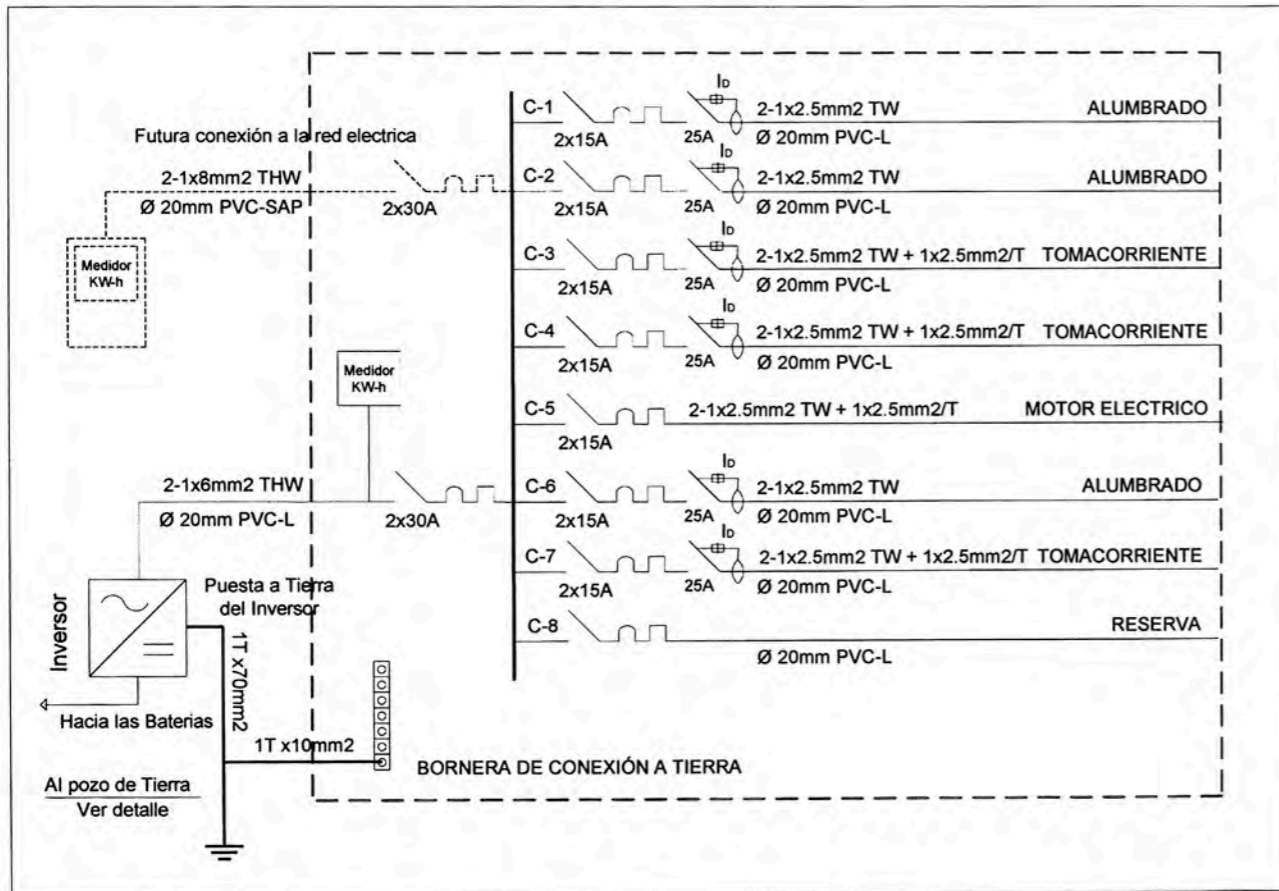 Futura conexión a la red electrica
2-1x8mm2 THW
Ø 20mm PVC-SAP
2x30A
Medidor
KW-h
Medidor
KW-h
2-1x6mm2 THW
Ø 20mm PVC-L
2x30A
Inversor
Puesta a Tierra
del Inversor
1T x70mm2
Hacia las Baterias
1T x10mm2
Al pozo de Tierra
Ver detalle
BORNERA DE CONEXIÓN A TIERRA
C-1
2x15A
ID
25A
2-1x2.5mm2 TW
Ø 20mm PVC-L
ALUMBRADO
C-2
2x15A
ID
25A
2-1x2.5mm2 TW
Ø 20mm PVC-L
ALUMBRADO
C-3
2x15A
ID
25A
2-1x2.5mm2 TW + 1x2.5mm2/T
Ø 20mm PVC-L
TOMACORRIENTE
C-4
2x15A
ID
25A
2-1x2.5mm2 TW + 1x2.5mm2/T
Ø 20mm PVC-L
TOMACORRIENTE
C-5
2x15A
2-1x2.5mm2 TW + 1x2.5mm2/T
MOTOR ELECTRICO
C-6
2x15A
ID
25A
2-1x2.5mm2 TW
Ø 20mm PVC-L
ALUMBRADO
C-7
2x15A
ID
25A
2-1x2.5mm2 TW + 1x2.5mm2/T
Ø 20mm PVC-L
TOMACORRIENTE
C-8
Ø 20mm PVC-L
RESERVA